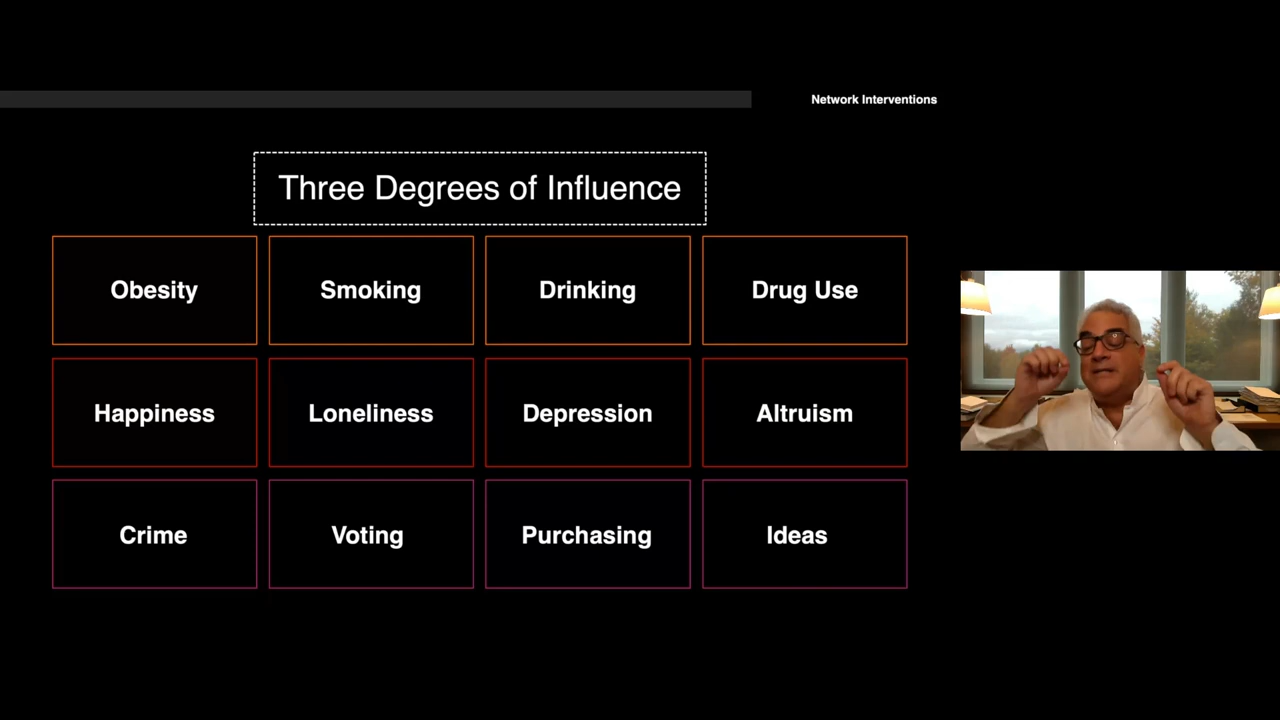 Network Interventions
Three Degrees of Influence
Obesity
Smoking
Drinking
Drug Use
Happiness
Loneliness
Depression
Altruism
Crime
Voting
Purchasing
Ideas